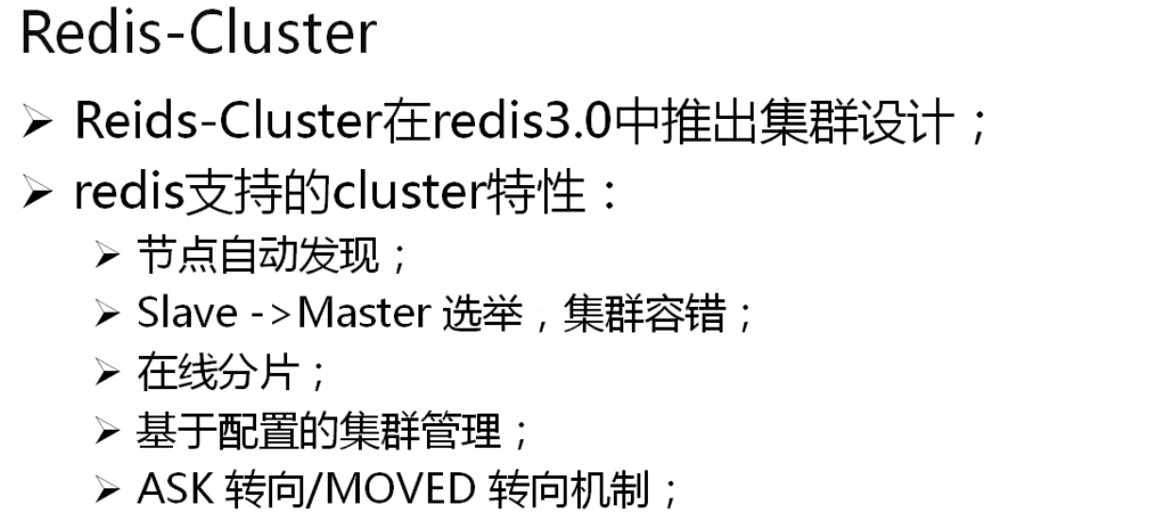 Redis-Cluster
➢ Reids-Cluster在redis3.0中推出集群设计；
➢ redis支持的cluster特性：
➢ 节点自动发现；
➢ Slave ->Master 选举，集群容错；
➢ 在线分片；
➢ 基于配置的集群管理；
➢ ASK 转向/MOVED 转向机制；